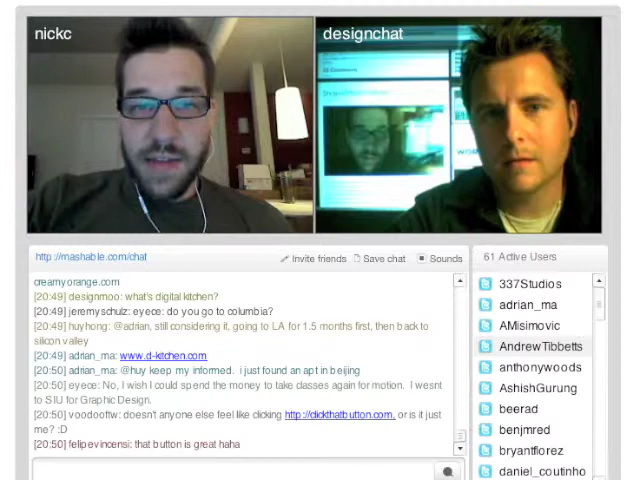 nickc
designchat
http://mashable.com/chat
Invite friends
Save chat
Sounds
61 Active Users
creamyorange.com
[20:49] designmoo: what's digital kitchen?
[20:49] jeremyschulz: eyece: do you go to columbia?
[20:49] huyhong: @adrian, still considering it, going to LA for 1.5 months first, then back to
silicon valley
[20:49] adrian_ma: www.d-kitchen.com
[20:50] adrian_ma: @huy keep my informed.  i just found an apt in beijing
[20:50] eyece: No, I wish I could spend the money to take classes again for motion.  I wesnt
to SIU for Graphic Design.
[20:50] voodooftw: doesn't anyone else feel like clicking http://clickthatbutton.com, or is it just
me? :D
[20:50] felipevincensi: that button is great haha
337Studios
adrian_ma
AMisimovic
AndrewTibbetts
anthonywoods
AshishGurung
beerad
benjmred
bryantflorez
daniel_coutinho